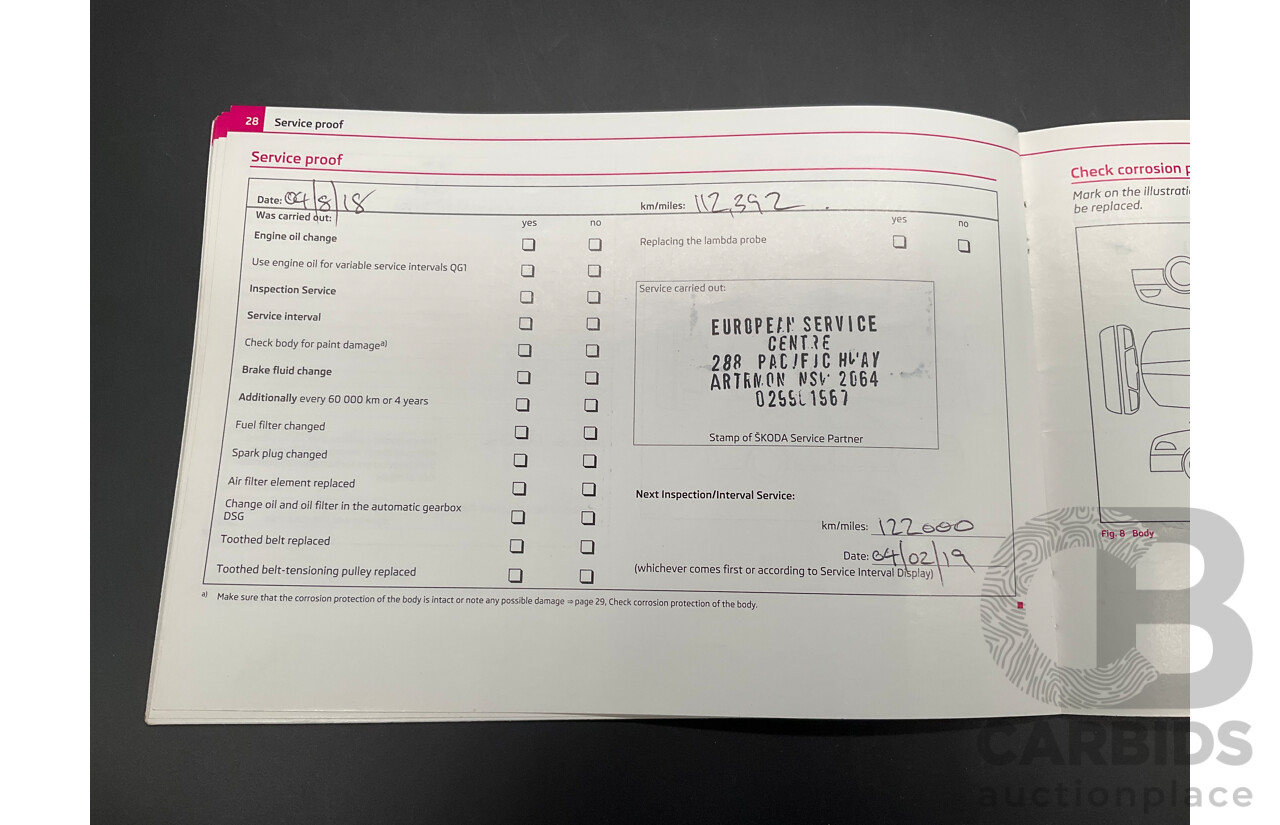 28 Service proof
Service proof
Date: 04/8/18
km/miles: 112,392
Was carried out:
yes no
Engine oil change
Use engine oil for variable service intervals QG1
Inspection Service
Service interval
Check body for paint damage a)
Brake fluid change
Additionally every 60 000 km or 4 years
Fuel filter changed
Spark plug changed
Air filter element replaced
Change oil and oil filter in the automatic gearbox
DSG
Toothed belt replaced
Toothed belt-tensioning pulley replaced
yes no
Replacing the lambda probe
Service carried out:
EUROPEAN SERVICE
CENTRE
288 PACIFIC HWAY
NSW 2064
Stamp of ŠKODA Service Partner
Next Inspection/Interval Service:
km/miles: 122000
Date: 04/02/19
(whichever comes first or according to Service Interval Display)
a) Make sure that the corrosion protection of the body is intact or note any possible damage ⇒ page 29, Check corrosion protection of the body.
Check corrosion
Mark on the
be replaced.
Fig. 8 Body
CB
CARBIDS
auctionplace